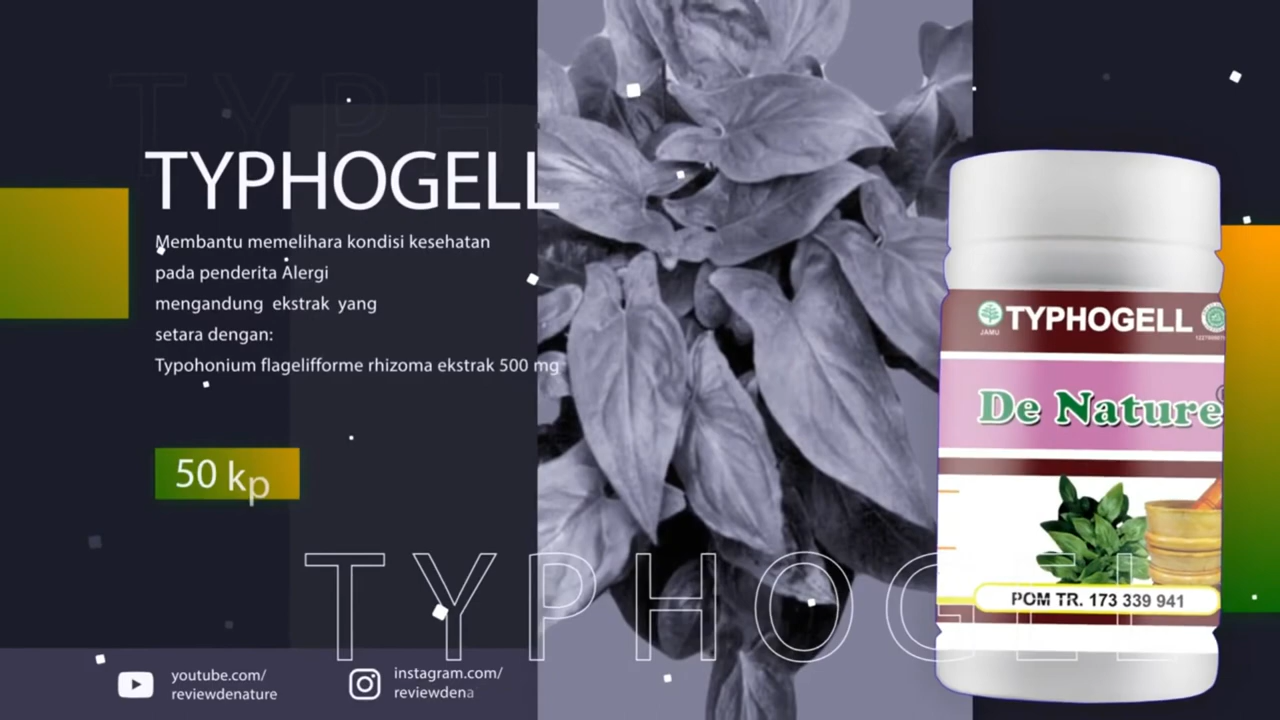 TYPH
TYPHOGELL
Membantu memelihara kondisi kesehatan
pada penderita Alergi
mengandung ekstrak yang
setara dengan:
Typohonium flagelifforme rhizoma ekstrak 500 mg
50 kp
TYPHOGELL
youtube.com/
reviewdenature
instagram.com/
reviewdena
JAMU
TYPHOGELL
De Nature
POM TR. 173 339 941